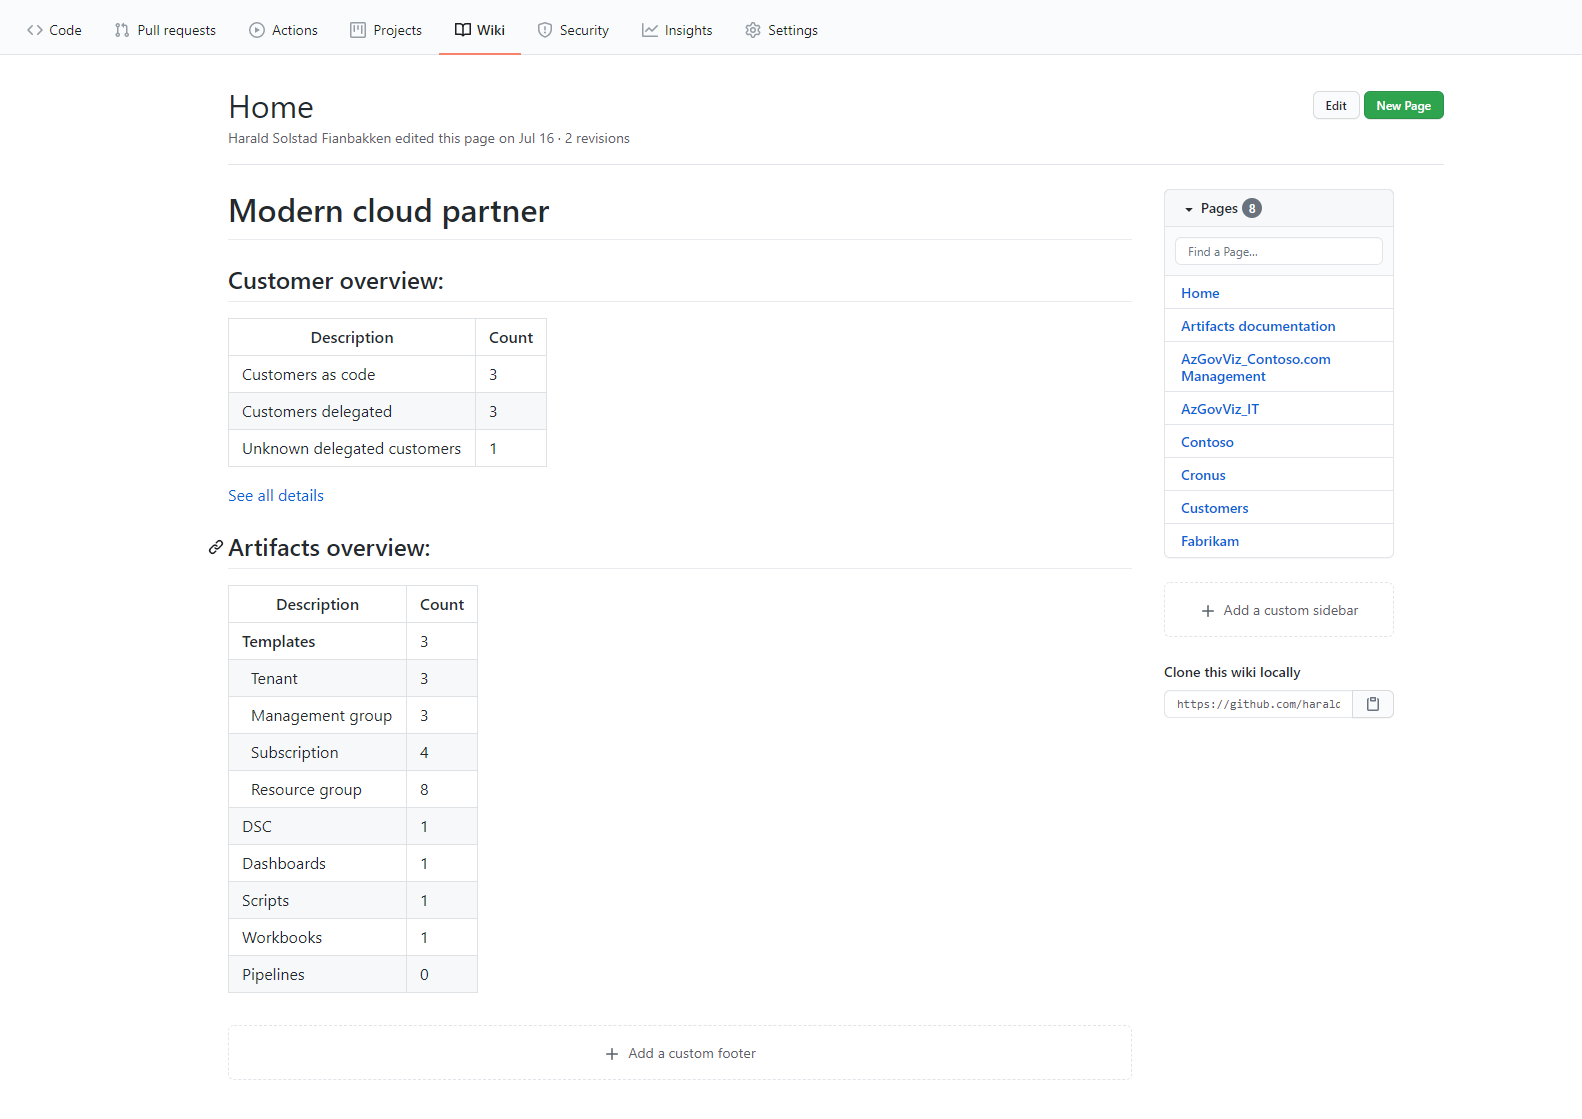 Code Pull requests Actions Projects Wiki Security Insights Settings
Home
Edit New Page
Harald Solstad Fianbakken edited this page on Jul 16 · 2 revisions
Modern cloud partner
Customer overview:
Description Count
Customers as code 3
Customers delegated 3
Unknown delegated customers 1
See all details
Artifacts overview:
Description Count
Templates 3
Tenant 3
Management group 3
Subscription 4
Resource group 8
DSC 1
Dashboards 1
Scripts 1
Workbooks 1
Pipelines 0
Add a custom footer
Pages 8
Find a Page...
Home
Artifacts documentation
AzGovViz_Contoso.com
Management
AzGovViz_IT
Contoso
Cronus
Customers
Fabrikam
Add a custom sidebar
Clone this wiki locally
https://github.com/haralc